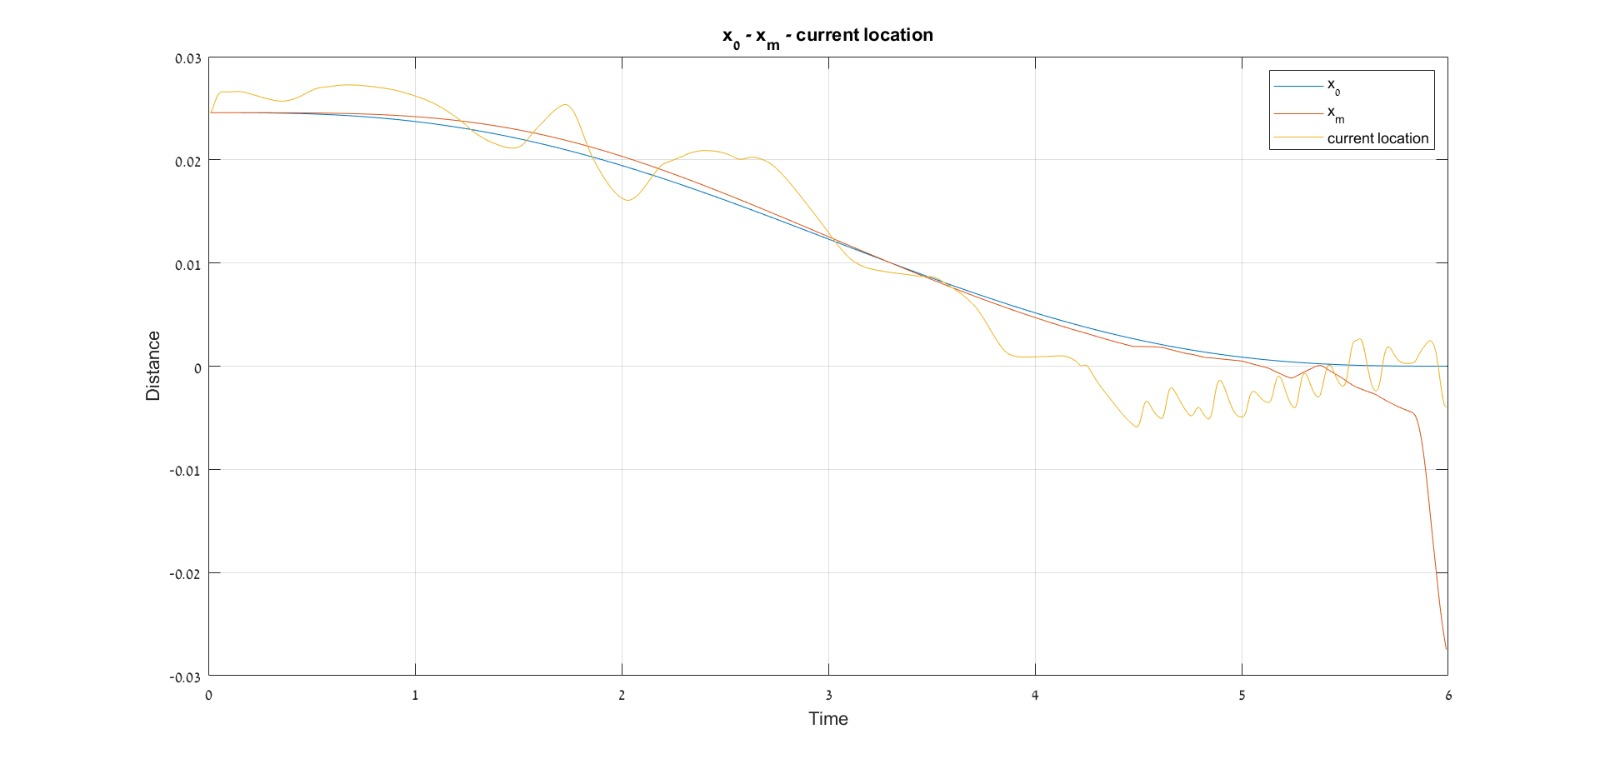 x0 - xm - current location
0.03
0.02
0.01
0
-0.01
-0.02
-0.03
Distance
0
1
2
3
4
5
6
Time
x0
xm
current location